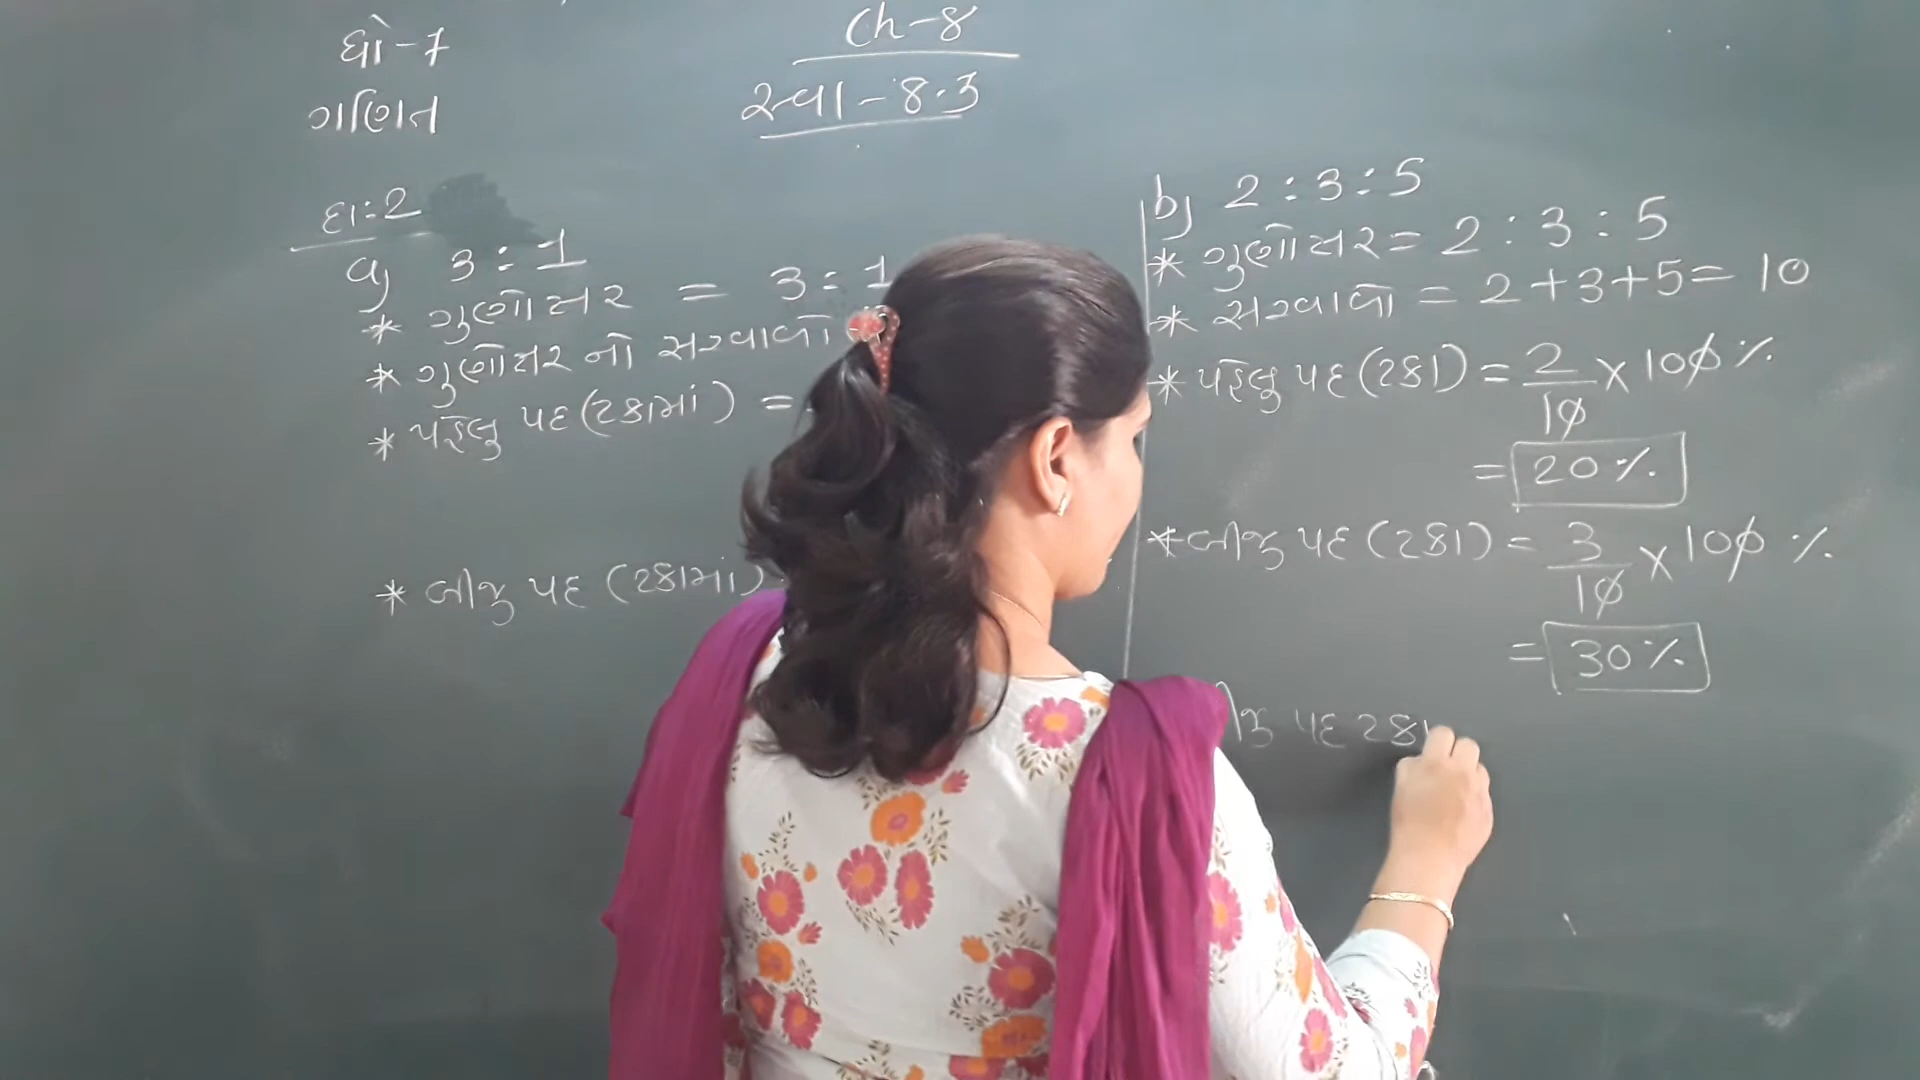 ધો-7
ગણિત
Ch-8
સ્વા-8.3
દા:2
a) 3:1
* ગુણોત્તર = 3:1
* ગુણોત્તર નો સરવાળો
* પહેલુ પદ (ટકામાં) =
* બીજુ પદ (ટકામાં)
b) 2:3:5
* ગુણોત્તર = 2:3:5
* સરવાળો = 2+3+5= 10
* પહેલુ પદ (ટકા) = 2/10 × 100 %
= 20%
* બીજુ પદ (ટકા) = 3/10 × 100 %
= 30%
પદ ટકા